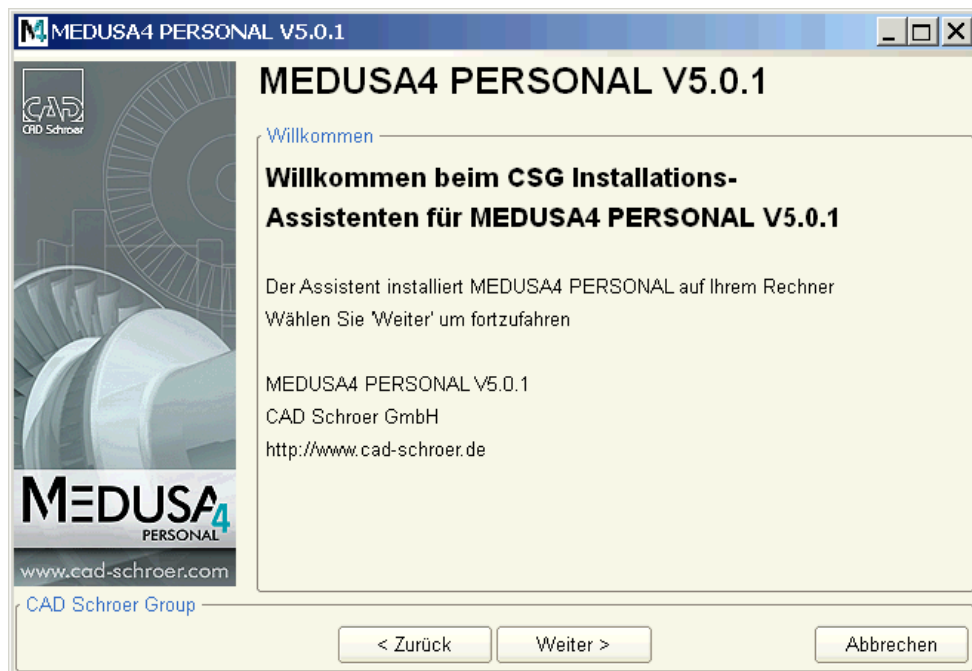 MEDUSA4 PERSONAL V5.0.1
CAD
CAD Schroer
MEDUSA4 PERSONAL V5.0.1
Willkommen
Willkommen beim CSG Installations-
Assistenten für MEDUSA4 PERSONAL V5.0.1
Der Assistent installiert MEDUSA4 PERSONAL auf Ihrem Rechner
Wählen Sie 'Weiter' um fortzufahren
MEDUSA4 PERSONAL V5.0.1
CAD Schroer GmbH
http://www.cad-schroer.de
MEDUSA4
PERSONAL
www.cad-schroer.com
CAD Schroer Group
< Zurück
Weiter >
Abbrechen